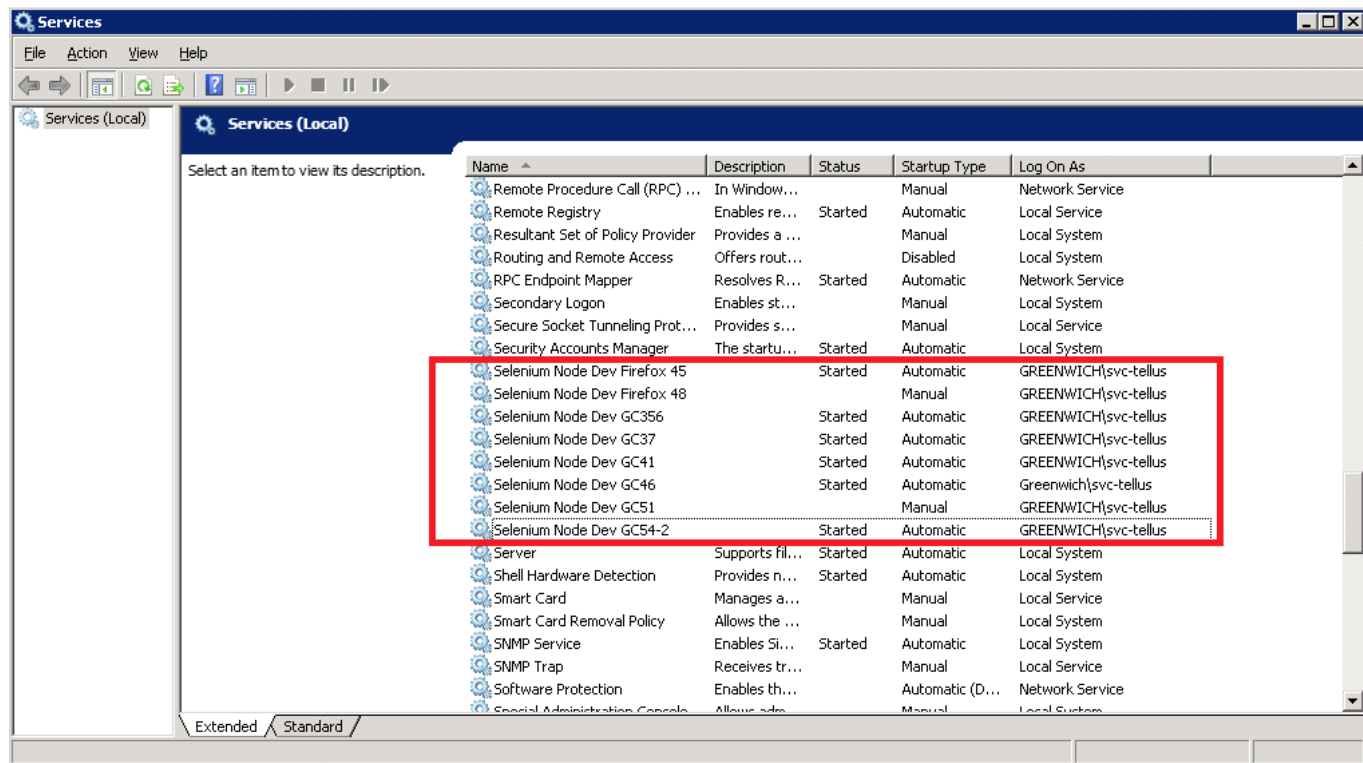 Services
File Action View Help
Services (Local)
Services (Local)
Select an item to view its description.
Name Description Status Startup Type Log On As
Remote Procedure Call (RPC) ... In Window... Manual Network Service
Remote Registry Enables re... Started Automatic Local Service
Resultant Set of Policy Provider Provides a ... Manual Local System
Routing and Remote Access Offers rout... Disabled Local System
RPC Endpoint Mapper Resolves R... Started Automatic Network Service
Secondary Logon Enables st... Manual Local System
Secure Socket Tunneling Prot... Provides s... Manual Local Service
Security Accounts Manager The startu... Started Automatic Local System
Selenium Node Dev Firefox 45 Started Automatic GREENWICH\svc-tellus
Selenium Node Dev Firefox 48 Manual GREENWICH\svc-tellus
Selenium Node Dev GC356 Started Automatic GREENWICH\svc-tellus
Selenium Node Dev GC37 Started Automatic GREENWICH\svc-tellus
Selenium Node Dev GC41 Started Automatic GREENWICH\svc-tellus
Selenium Node Dev GC46 Started Automatic Greenwich\svc-tellus
Selenium Node Dev GC51 Manual GREENWICH\svc-tellus
Selenium Node Dev GC54-2 Started Automatic GREENWICH\svc-tellus
Server Supports fil... Started Automatic Local System
Shell Hardware Detection Provides n... Started Automatic Local System
Smart Card Manages a... Manual Local Service
Smart Card Removal Policy Allows the ... Manual Local System
SNMP Service Enables Si... Started Automatic Local System
SNMP Trap Receives tr... Manual Local Service
Software Protection Enables th... Automatic (D... Network Service
Special Administration Console Allows adm Manual Local System
Extended Standard